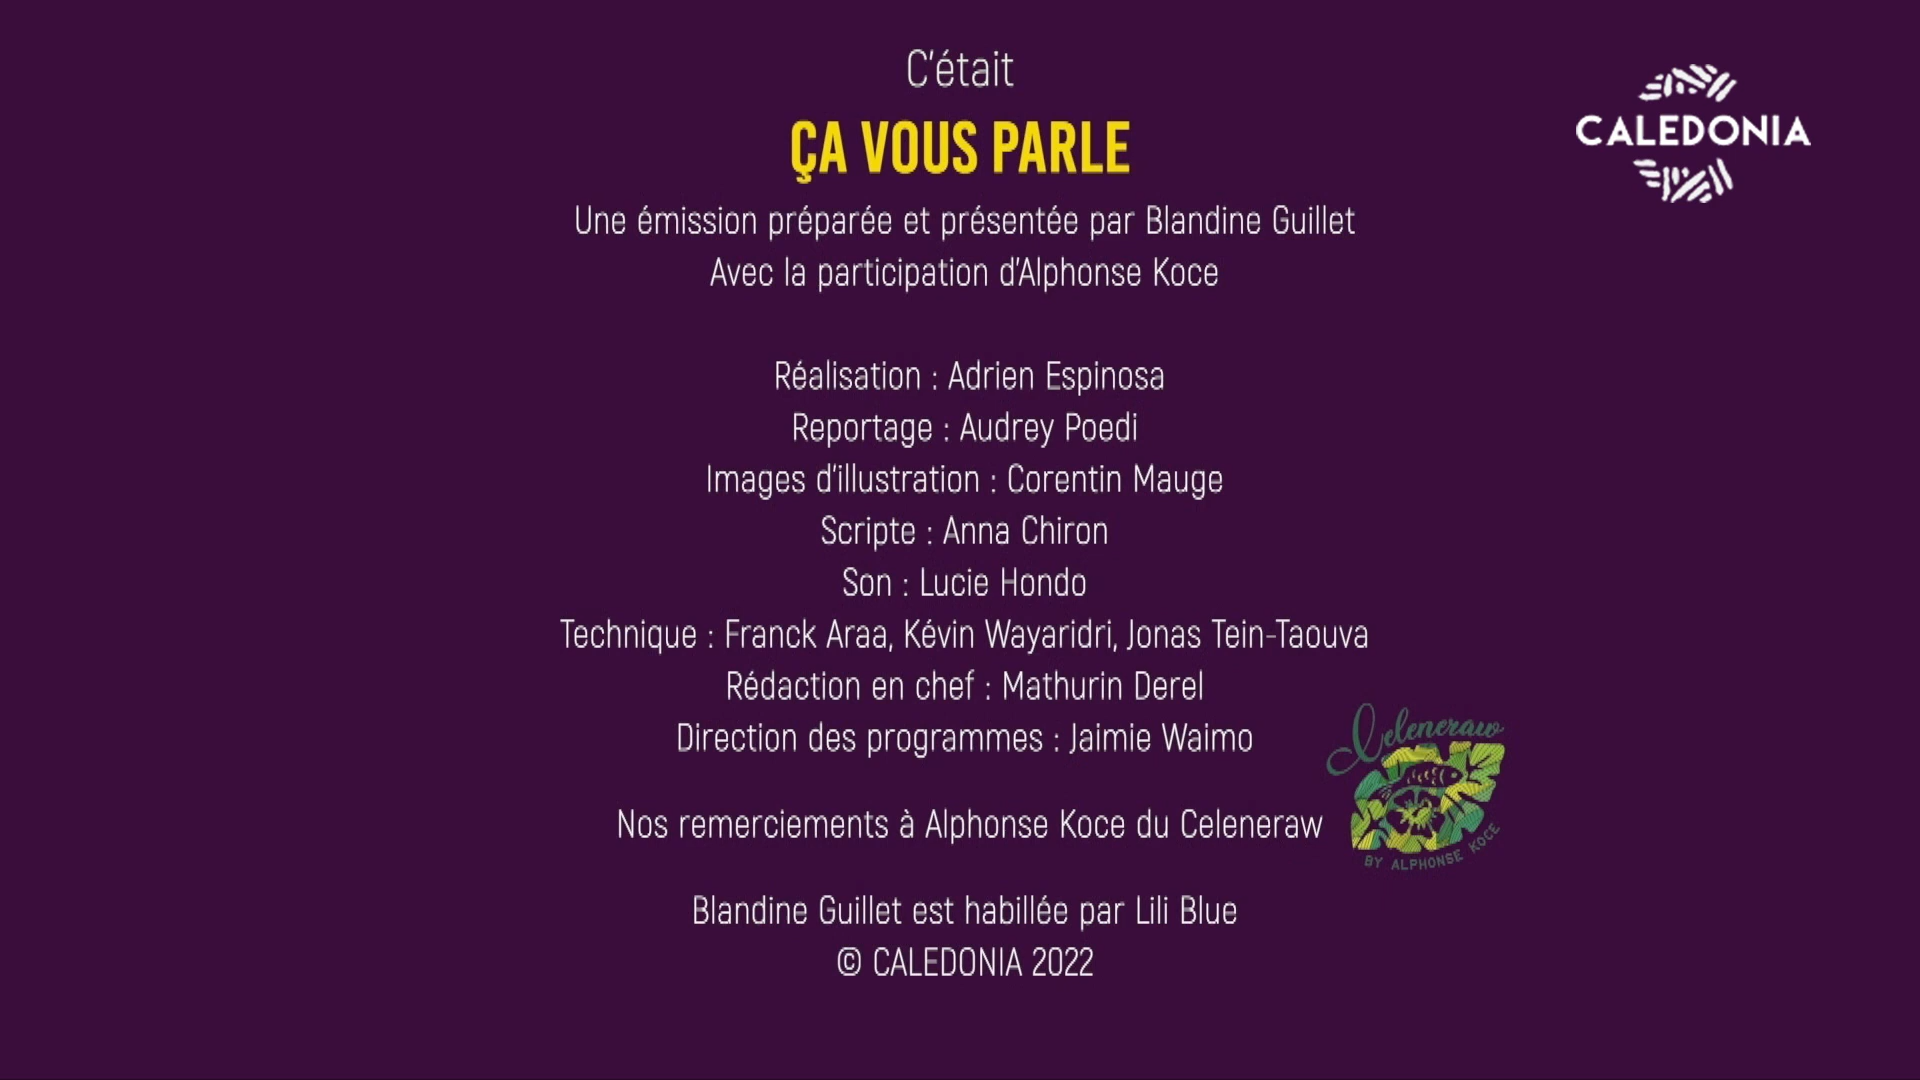 C'était
ÇA VOUS PARLE
CALEDONIA
Une émission préparée et présentée par Blandine Guillet
Avec la participation d'Alphonse Koce
Réalisation : Adrien Espinosa
Reportage : Audrey Poedi
Images d'illustration : Corentin Mauge
Scripte : Anna Chiron
Son : Lucie Hondo
Technique : Franck Araa, Kévin Wayaridri, Jonas Tein-Taouva
Rédaction en chef : Mathurin Derel
Direction des programmes : Jaimie Waimo
Nos remerciements à Alphonse Koce du Celeneraw
Celeneraw
BY ALPHONSE KOCE
Blandine Guillet est habillée par Lili Blue
© CALEDONIA 2022